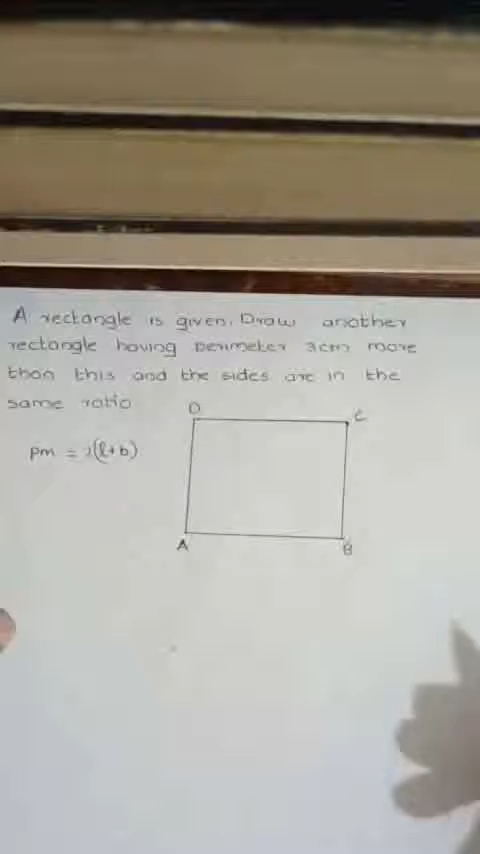 A rectangle is given. Draw another
rectangle having perimeter 3cm more
than this and the sides are in the
same ratio
D
C
pm = 2(l+b)
A
B